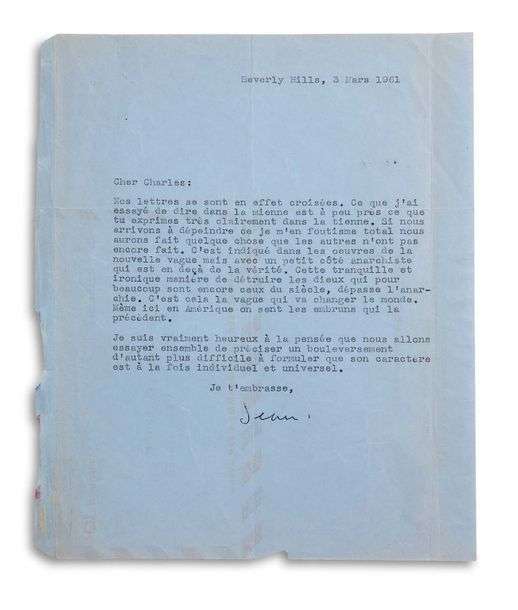 Beverly Hills, 3 Mars 1961
Cher Charles:
Nos lettres se sont en effet croisées. Ce que j'ai
essayé de dire dans la mienne est à peu près ce que
tu exprimes très clairement dans la tienne. Si nous
arrivons à dépeindre ce je m'en foutisme total nous
aurons fait quelque chose que les autres n'ont pas
encore fait. C'est indiqué dans les oeuvres de la
nouvelle vague mais avec un petit côté anarchiste
qui est en deçà de la vérité. Cette tranquille et
ironique manière de détruire les dieux qui pour
beaucoup sont encore ceux du siècle, dépasse l'anar-
chie. C'est cela la vague qui va changer le monde.
Même ici en Amérique on sent les embruns qui la
précèdent.
Je suis vraiment heureux à la pensée que nous allons
essayer ensemble de préciser un bouleversement
d'autant plus difficile à formuler que son caractère
est à la fois individuel et universel.
Je t'embrasse,
Jean.